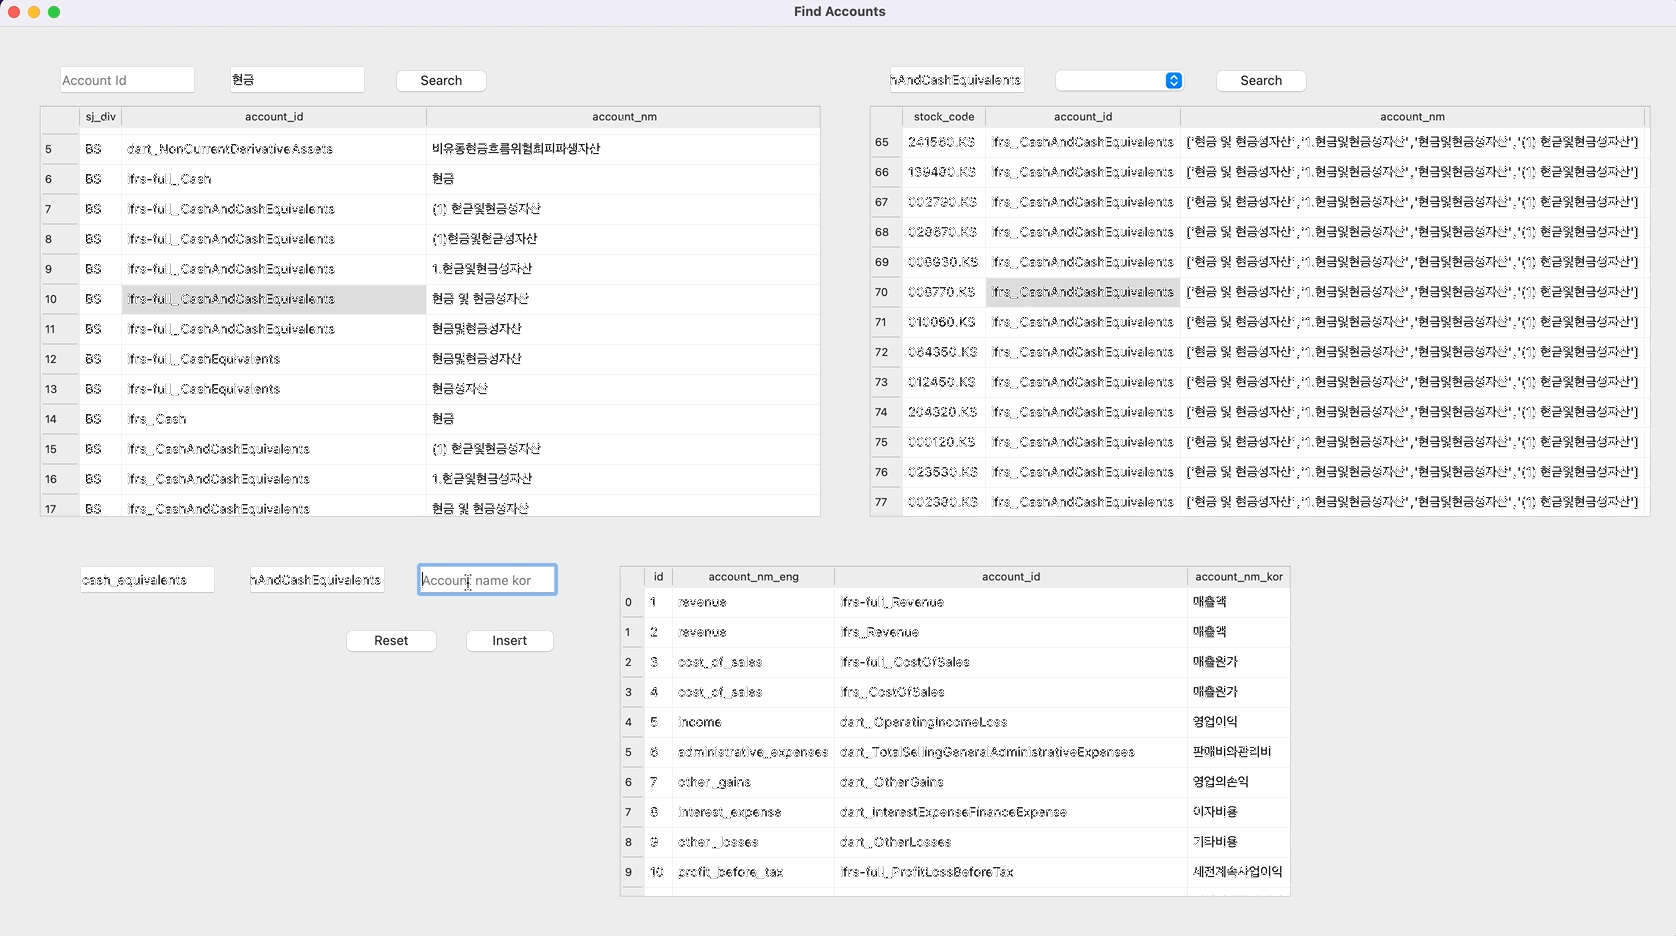 Find Accounts
Account Id 현금 Search
hAndCashEquivalents Search
sj_div account_id account_nm
5 BS dart_NonCurrentDerivativeAssets
6 BS ifrs-full_Cash 현금
7 BS ifrs-full_CashAndCashEquivalents (1) 현금및현금성자산
8 BS ifrs-full_CashAndCashEquivalents (1)현금및현금성자산
9 BS ifrs-full_CashAndCashEquivalents 1.현금및현금성자산
10 BS ifrs-full_CashAndCashEquivalents 현금 및 현금성자산
11 BS ifrs-full_CashAndCashEquivalents 현금및현금성자산
12 BS ifrs-full_CashEquivalents 현금및현금성자산
13 BS ifrs-full_CashEquivalents 현금성자산
14 BS ifrs_Cash 현금
15 BS ifrs_CashAndCashEquivalents (1) 현금및현금성자산
16 BS ifrs_CashAndCashEquivalents 1.현금및현금성자산
17 BS ifrs_CashAndCashEquivalents 현금 및 현금성자산
stock_code account_id account_nm
65 241560.KS ifrs_CashAndCashEquivalents ['현금 및 현금성자산','1.현금및현금성자산','현금및현금성자산','(1) 현금및현금성자산']
66 139480.KS ifrs_CashAndCashEquivalents ['현금 및 현금성자산','1.현금및현금성자산','현금및현금성자산','(1) 현금및현금성자산']
67 002790.KS ifrs_CashAndCashEquivalents ['현금 및 현금성자산','1.현금및현금성자산','현금및현금성자산','(1) 현금및현금성자산']
68 028670.KS ifrs_CashAndCashEquivalents ['현금 및 현금성자산','1.현금및현금성자산','현금및현금성자산','(1) 현금및현금성자산']
69 006930.KS ifrs_CashAndCashEquivalents ['현금 및 현금성자산','1.현금및현금성자산','현금및현금성자산','(1) 현금및현금성자산']
70 008770.KS ifrs_CashAndCashEquivalents ['현금 및 현금성자산','1.현금및현금성자산','현금및현금성자산','(1) 현금및현금성자산']
71 010060.KS ifrs_CashAndCashEquivalents ['현금 및 현금성자산','1.현금및현금성자산','현금및현금성자산','(1) 현금및현금성자산']
72 064350.KS ifrs_CashAndCashEquivalents ['현금 및 현금성자산','1.현금및현금성자산','현금및현금성자산','(1) 현금및현금성자산']
73 012450.KS ifrs_CashAndCashEquivalents ['현금 및 현금성자산','1.현금및현금성자산','현금및현금성자산','(1) 현금및현금성자산']
74 204320.KS ifrs_CashAndCashEquivalents ['현금 및 현금성자산','1.현금및현금성자산','현금및현금성자산','(1) 현금및현금성자산']
75 000120.KS ifrs_CashAndCashEquivalents ['현금 및 현금성자산','1.현금및현금성자산','현금및현금성자산','(1) 현금및현금성자산']
76 023530.KS ifrs_CashAndCashEquivalents ['현금 및 현금성자산','1.현금및현금성자산','현금및현금성자산','(1) 현금및현금성자산']
77 002380.KS ifrs_CashAndCashEquivalents ['현금 및 현금성자산','1.현금및현금성자산','현금및현금성자산','(1) 현금및현금성자산']
cash_equivalents hAndCashEquivalents Account name kor
Reset Insert
id account_nm_eng account_id account_nm_kor
0 1 revenue ifrs-full_Revenue 매출액
1 2 revenue ifrs_Revenue 매출액
2 3 cost_of_sales ifrs-full_CostOfSales 매출원가
3 4 cost_of_sales ifrs_CostOfSales 매출원가
4 5 income dart_OperatingIncomeLoss 영업이익
5 6 administrative_expenses dart_TotalSellingGeneralAdministrativeExpenses 판매비와관리비
6 7 other_gains dart_OtherGains 영업외손익
7 8 interest_expense dart_InterestExpenseFinanceExpense 이자비용
8 9 other_losses dart_OtherLosses 기타비용
9 10 profit_before_tax ifrs-full_ProfitLossBeforeTax 세전계속사업이익